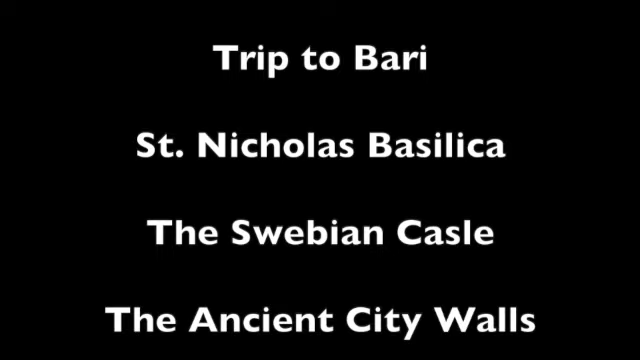 Trip to Bari
St. Nicholas Basilica
The Swebian Casle
The Ancient City Walls